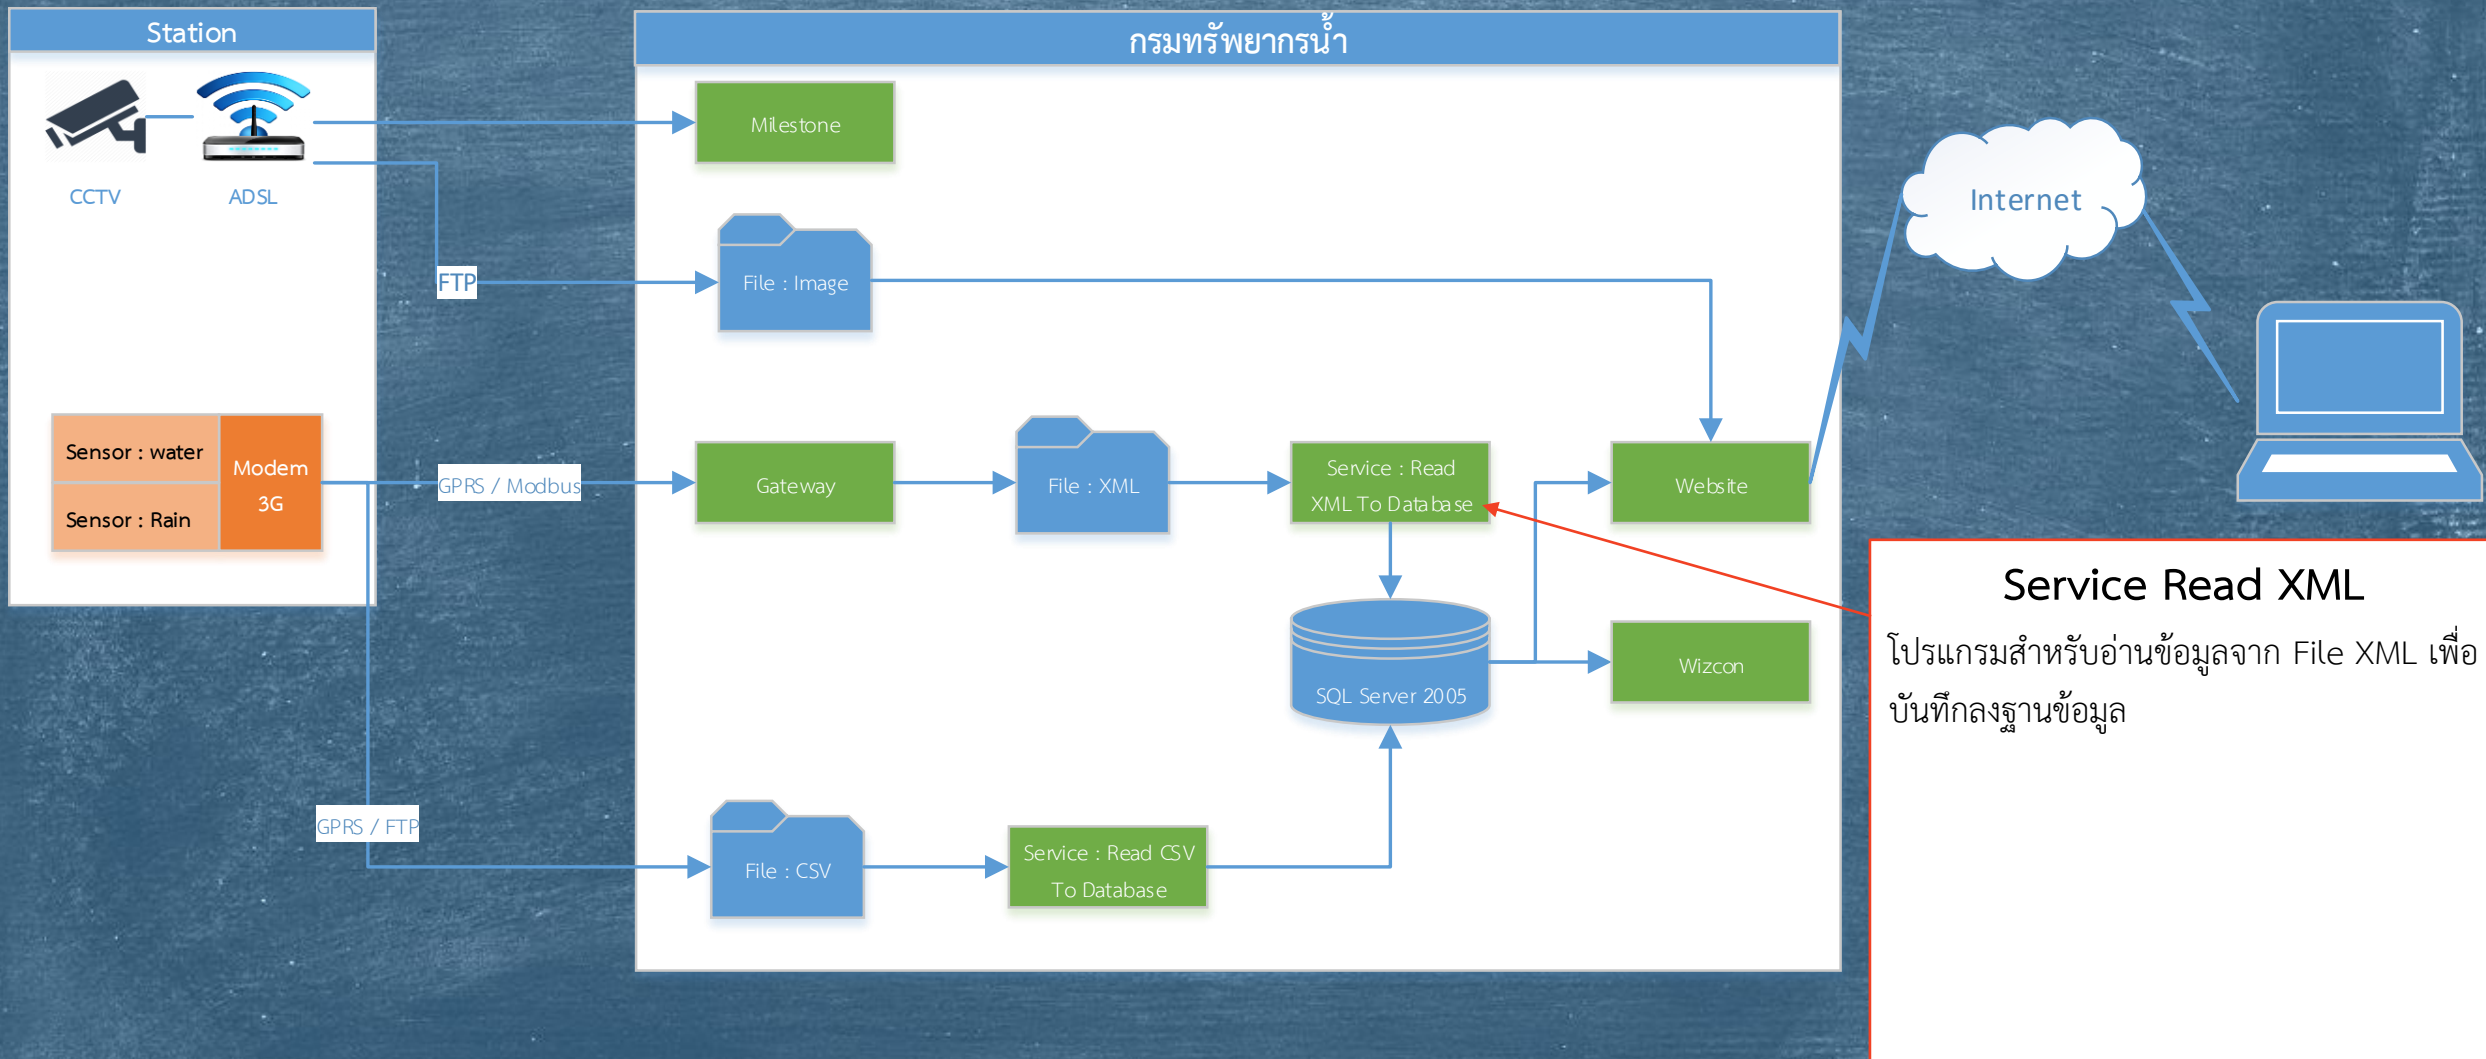 Station
CCTV
ADSL
Sensor : water
Sensor : Rain
Modem
3G
FTP
GPRS / Modbus
GPRS / FTP
กรมทรัพยากรน้ำ
Milestone
File : Image
Gateway
File : XML
Service : Read
XML To Database
Website
SQL Server 2005
Wizcon
File : CSV
Service : Read CSV
To Database
Internet
Service Read XML
โปรแกรมสำหรับอ่านข้อมูลจาก File XML เพื่อ
บันทึกลงฐานข้อมูล